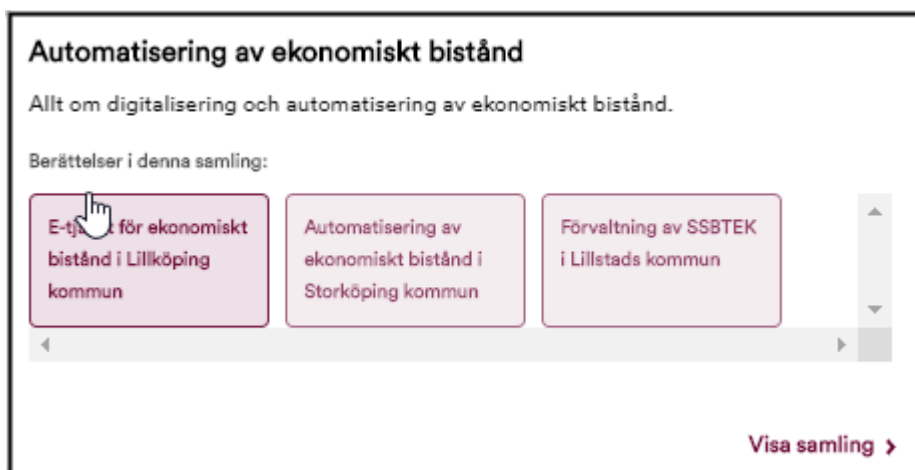 Automatisering av ekonomiskt bistånd
Allt om digitalisering och automatisering av ekonomiskt bistånd.
Berättelser i denna samling:
för ekonomiskt
bistånd i Lillköping
kommun
Automatisering av
ekonomiskt bistånd i
Storköping kommun
Förvaltning av SSBTEK
i Lillstads kommun
Visa samling